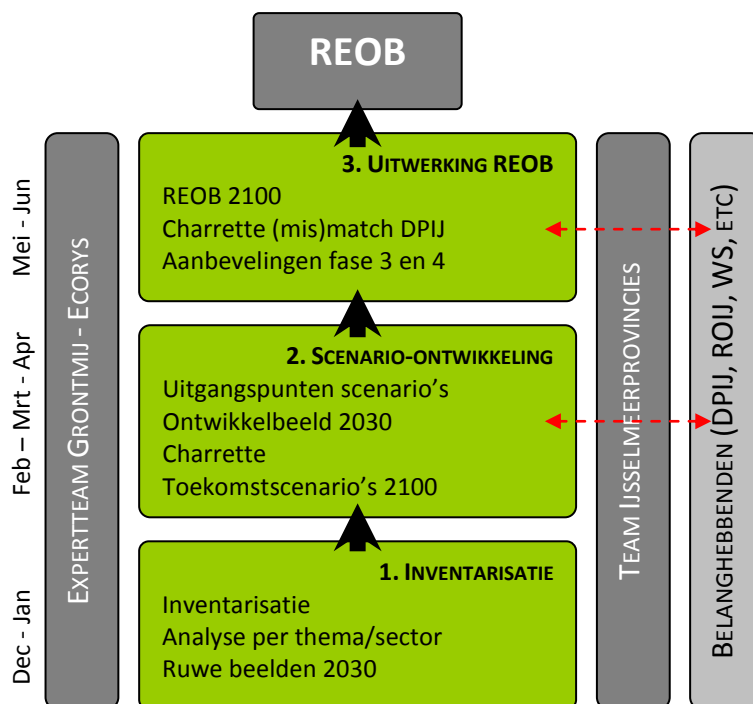 REOB
3. UITWERKING REOB
REOB 2100
Charrette (mis)match DPIJ
Aanbevelingen fase 3 en 4
2. SCENARIO-ONTWIKKELING
Uitgangspunten scenario's
Ontwikkelbeeld 2030
Charrette
Toekomstscenario's 2100
1. INVENTARISATIE
Inventarisatie
Analyse per thema/sector
Ruwe beelden 2030
Mei - Jun
Feb – Mrt - Apr
Dec - Jan
EXPERTTEAM GRONTMIJ - ECORYS
TEAM IJSSELMEERPROVINCIES
BELANGHEBBENDEN (DPIJ, ROIJ, WS, ETC)